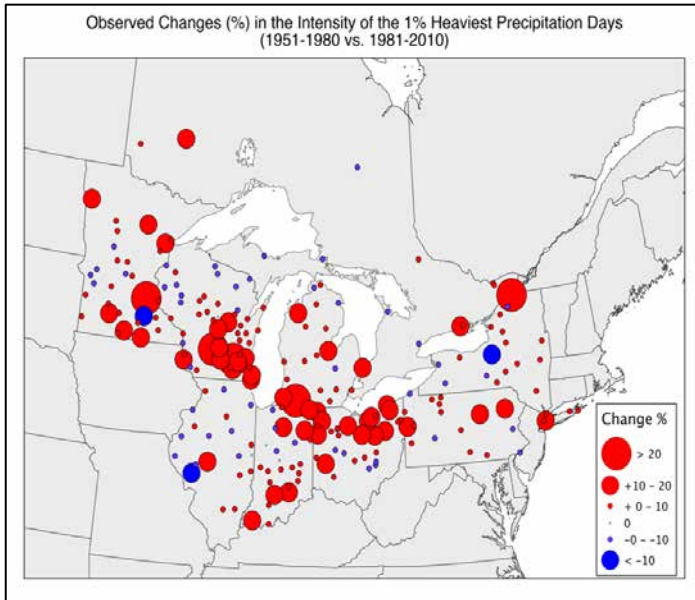 Observed Changes (%) in the Intensity of the 1% Heaviest Precipitation Days
(1951-1980 vs. 1981-2010)
Change %
> 20
+10 - 20
+ 0 - 10
0
-0 - -10
< -10